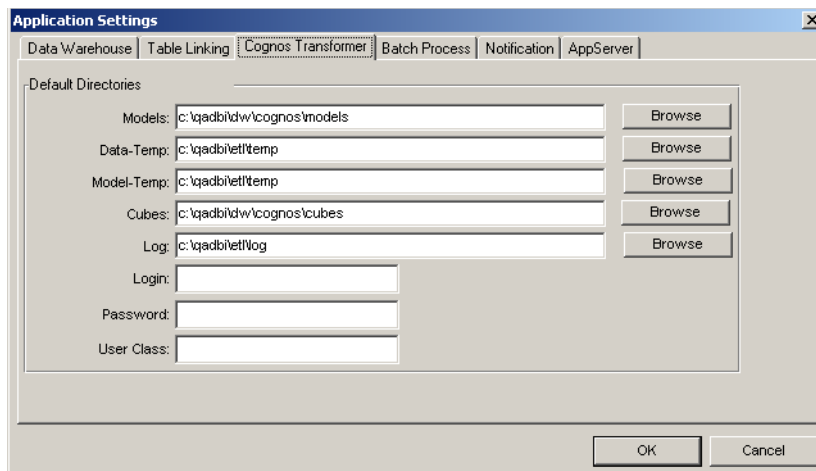 Application Settings
Data Warehouse Table Linking Cognos Transformer Batch Process Notification AppServer
Default Directories
Models: c:\qadbi\dw\cognos\models Browse
Data-Temp: c:\qadbi\etl\temp Browse
Model-Temp: c:\qadbi\etl\temp Browse
Cubes: c:\qadbi\dw\cognos\cubes Browse
Log: c:\qadbi\etl\log Browse
Login:
Password:
User Class:
OK Cancel